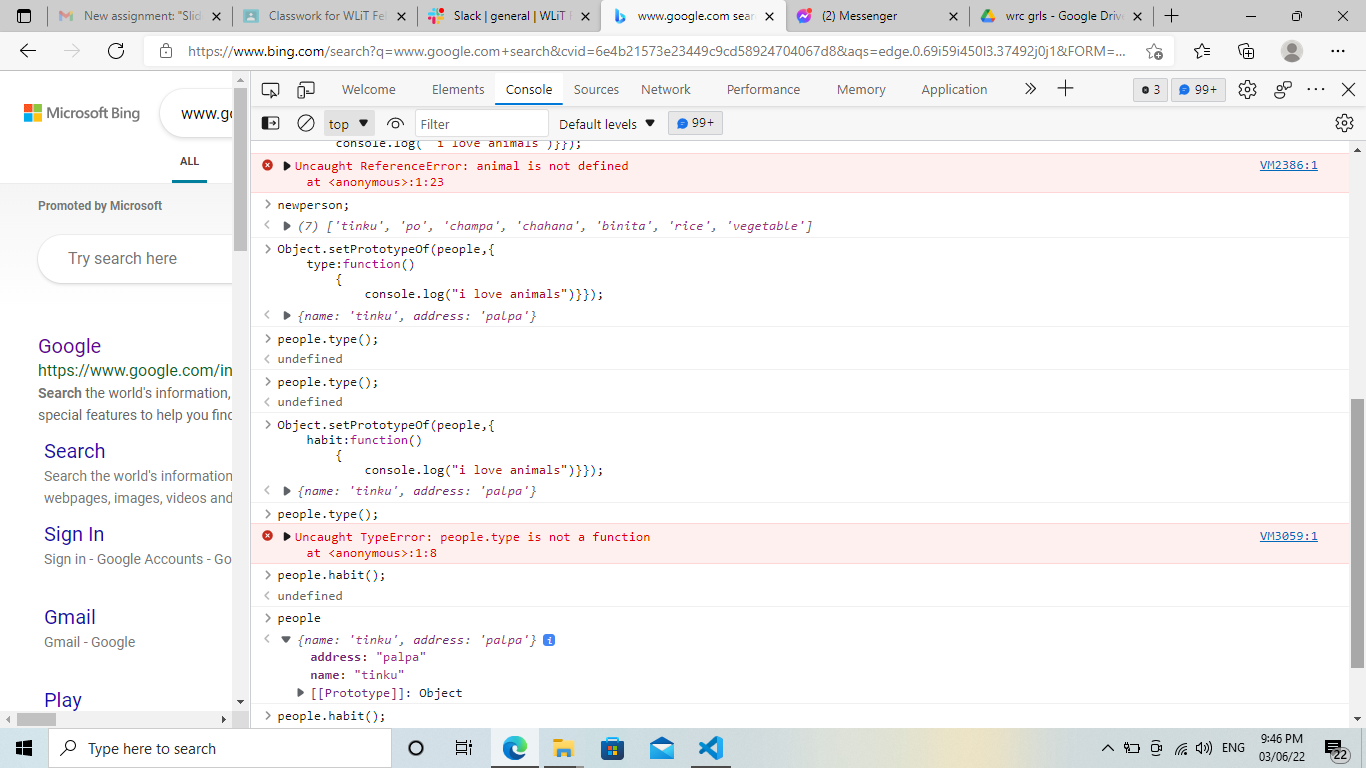 New assignment: "Slid
Classwork for WLiT Fel
Slack | general | WLiT F
www.google.com sear
(2) Messenger
wrc grls - Google Drive
https://www.bing.com/search?q=www.google.com+search&cvid=6e4b21573e23449c9cd58924704067d8&aqs=edge.0.69i59i450l3.37492j0j1&FORM=...
Microsoft Bing
www.go
ALL
Promoted by Microsoft
Try search here
Google
https://www.google.com/in
Search the world's information,
special features to help you find
Search
Search the world's information
webpages, images, videos and
Sign In
Sign in - Google Accounts - Go
Gmail
Gmail - Google
Play
Welcome Elements Console Sources Network Performance Memory Application 3 99+
top Filter Default levels 99+
console.log( "i love animals")}});
Uncaught ReferenceError: animal is not defined VM2386:1
at <anonymous>:1:23
newperson;
(7) ['tinku', 'po', 'champa', 'chahana', 'binita', 'rice', 'vegetable']
Object.setPrototypeOf(people,{
type:function()
{
console.log("i love animals")}});
{name: 'tinku', address: 'palpa'}
people.type();
undefined
people.type();
undefined
Object.setPrototypeOf(people,{
habit:function()
{
console.log("i love animals")}});
{name: 'tinku', address: 'palpa'}
people.type();
Uncaught TypeError: people.type is not a function VM3059:1
at <anonymous>:1:8
people.habit();
undefined
people
{name: 'tinku', address: 'palpa'} i
address: "palpa"
name: "tinku"
[[Prototype]]: Object
people.habit();
Type here to search
ENG
9:46 PM
03/06/22
22